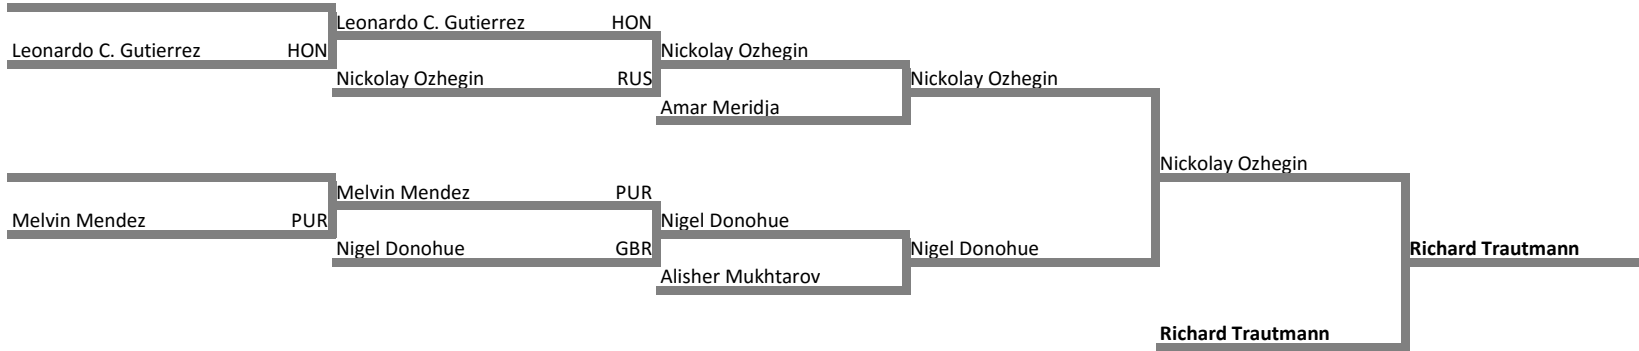 Leonardo C. Gutierrez HON
Leonardo C. Gutierrez HON
Nickolay Ozhegin
Nickolay Ozhegin RUS
Nickolay Ozhegin
Amar Meridja
Nickolay Ozhegin
Melvin Mendez PUR
Melvin Mendez PUR
Nigel Donohue
Nigel Donohue GBR
Nigel Donohue
Richard Trautmann
Alisher Mukhtarov
Richard Trautmann